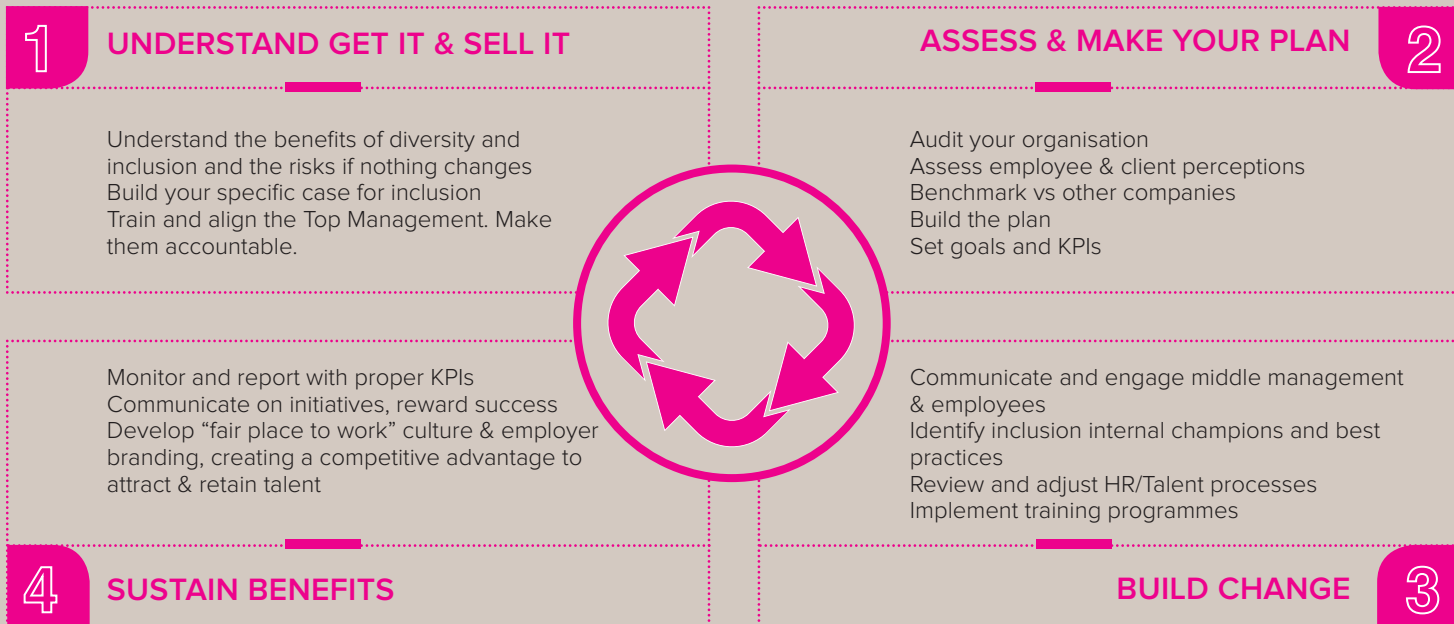 1
UNDERSTAND GET IT & SELL IT
Understand the benefits of diversity and
inclusion and the risks if nothing changes
Build your specific case for inclusion
Train and align the Top Management. Make
them accountable.
ASSESS & MAKE YOUR PLAN
2
Audit your organisation
Assess employee & client perceptions
Benchmark vs other companies
Build the plan
Set goals and KPIs
Communicate and engage middle management
& employees
Identify inclusion internal champions and best
practices
Review and adjust HR/Talent processes
Implement training programmes
BUILD CHANGE
3
Monitor and report with proper KPIs
Communicate on initiatives, reward success
Develop “fair place to work” culture & employer
branding, creating a competitive advantage to
attract & retain talent
4
SUSTAIN BENEFITS